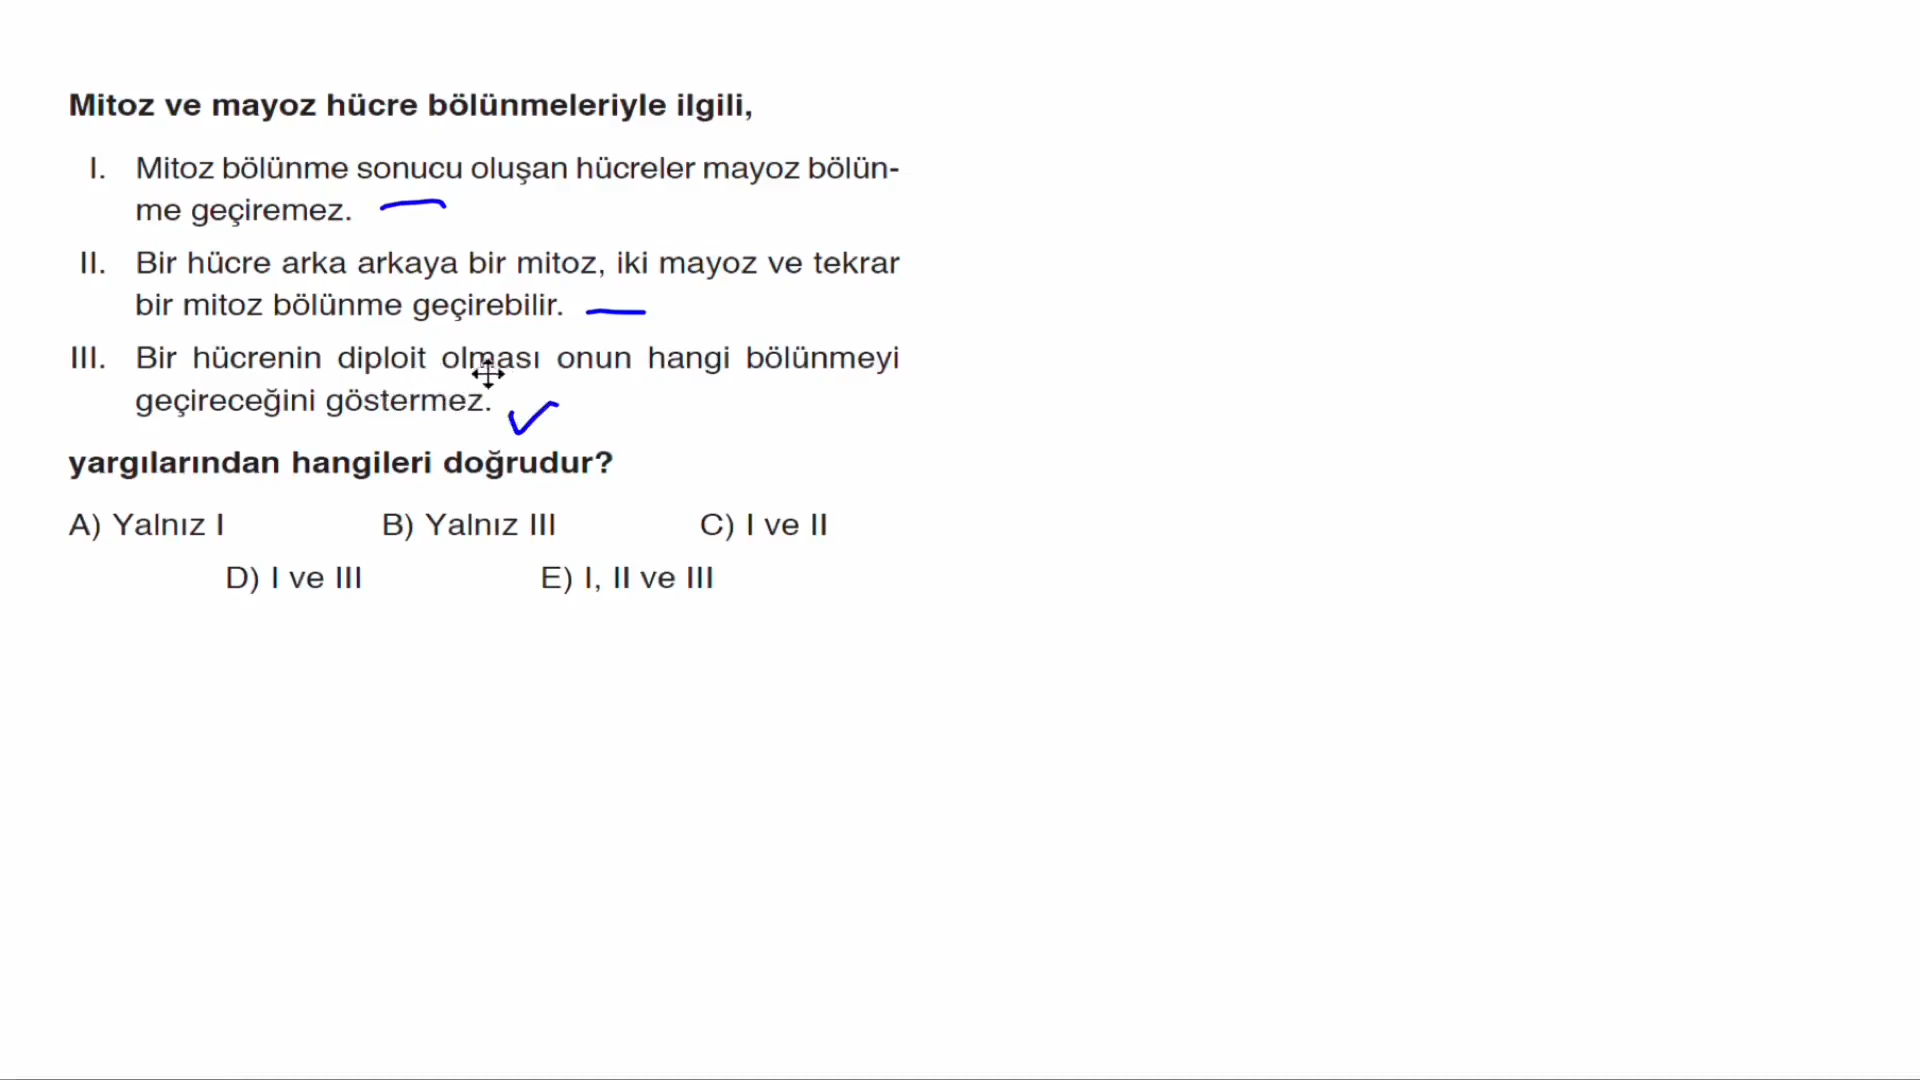 Mitoz ve mayoz hücre bölünmeleriyle ilgili,
I. Mitoz bölünme sonucu oluşan hücreler mayoz bölün-
me geçiremez.
II. Bir hücre arka arkaya bir mitoz, iki mayoz ve tekrar
bir mitoz bölünme geçirebilir.
III. Bir hücrenin diploit olması onun hangi bölünmeyi
geçireceğini göstermez.
yargılarından hangileri doğrudur?
A) Yalnız I B) Yalnız III C) I ve II
D) I ve III E) I, II ve III